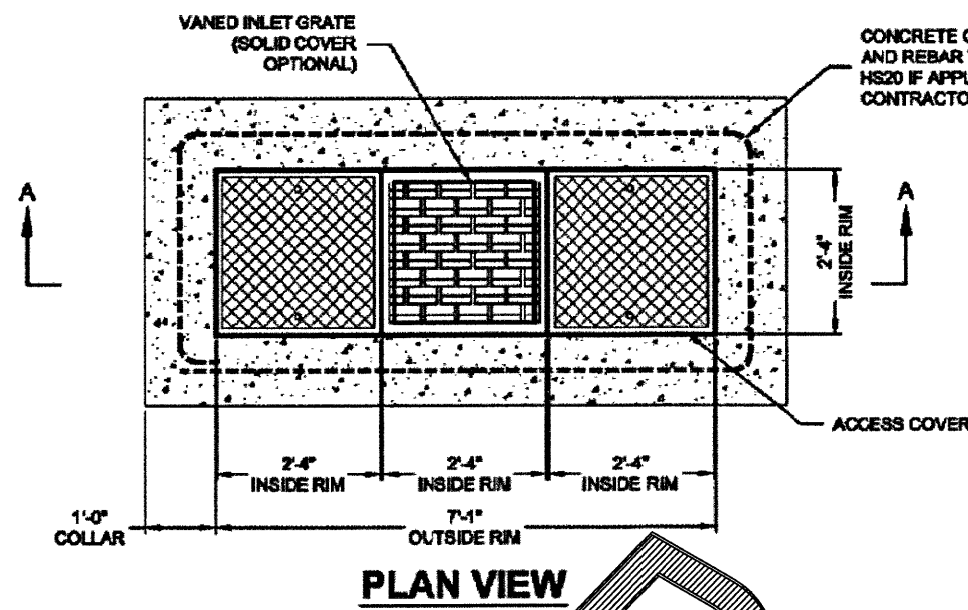 VANED INLET GRATE
(SOLID COVER
OPTIONAL)
CONCRETE
AND REBAR
HS20 IF
CONTRACTO
A
A
2'-4"
INSIDE RIM
ACCESS COVER
2'-4"
INSIDE RIM
2'-4"
INSIDE RIM
2'-4"
INSIDE RIM
1'-0"
COLLAR
7'-1"
OUTSIDE RIM
PLAN VIEW